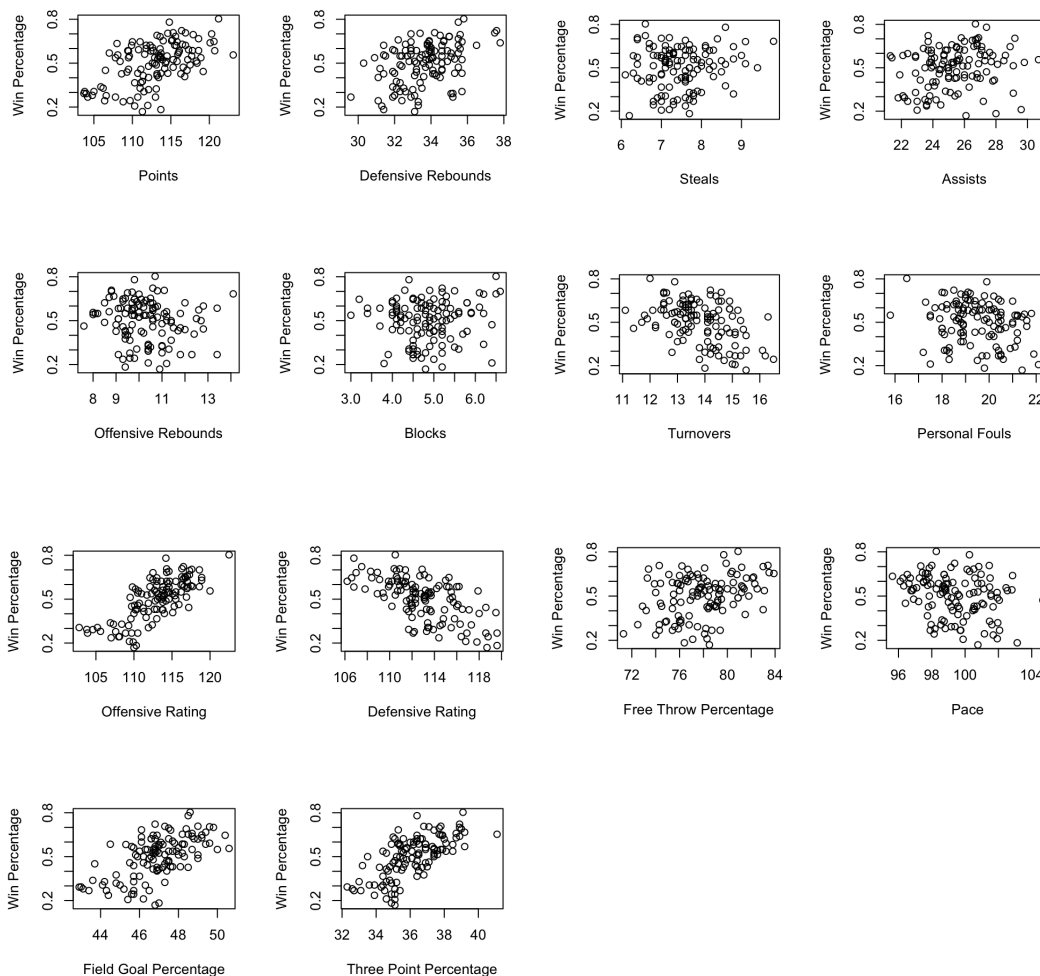 Win Percentage
0.2 0.5 0.8
105 110 115 120
Points
Win Percentage
0.2 0.5 0.8
30 32 34 36 38
Defensive Rebounds
Win Percentage
0.2 0.5 0.8
6 7 8 9
Steals
Win Percentage
0.2 0.5 0.8
22 24 26 28 30
Assists
Win Percentage
0.2 0.5 0.8
8 9 11 13
Offensive Rebounds
Win Percentage
0.2 0.5 0.8
3.0 4.0 5.0 6.0
Blocks
Win Percentage
0.2 0.5 0.8
11 12 13 14 15 16
Turnovers
Win Percentage
0.2 0.5 0.8
16 18 20 22
Personal Fouls
Win Percentage
0.2 0.5 0.8
105 110 115 120
Offensive Rating
Win Percentage
0.2 0.5 0.8
106 110 114 118
Defensive Rating
Win Percentage
0.2 0.5 0.8
72 76 80 84
Free Throw Percentage
Win Percentage
0.2 0.5 0.8
96 98 100 104
Pace
Win Percentage
0.2 0.5 0.8
44 46 48 50
Field Goal Percentage
Win Percentage
0.2 0.5 0.8
32 34 36 38 40
Three Point Percentage